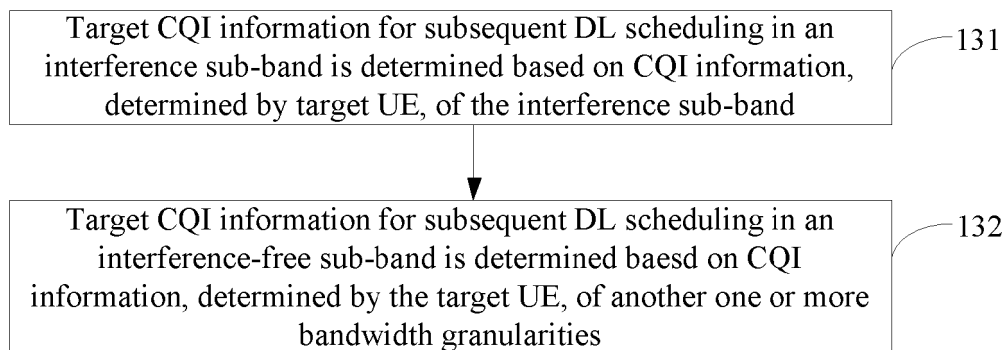 Target CQI information for subsequent DL scheduling in an
interference sub-band is determined based on CQI information,
determined by target UE, of the interference sub-band
131
Target CQI information for subsequent DL scheduling in an
interference-free sub-band is determined baesd on CQI
information, determined by the target UE, of another one or more
bandwidth granularities
132